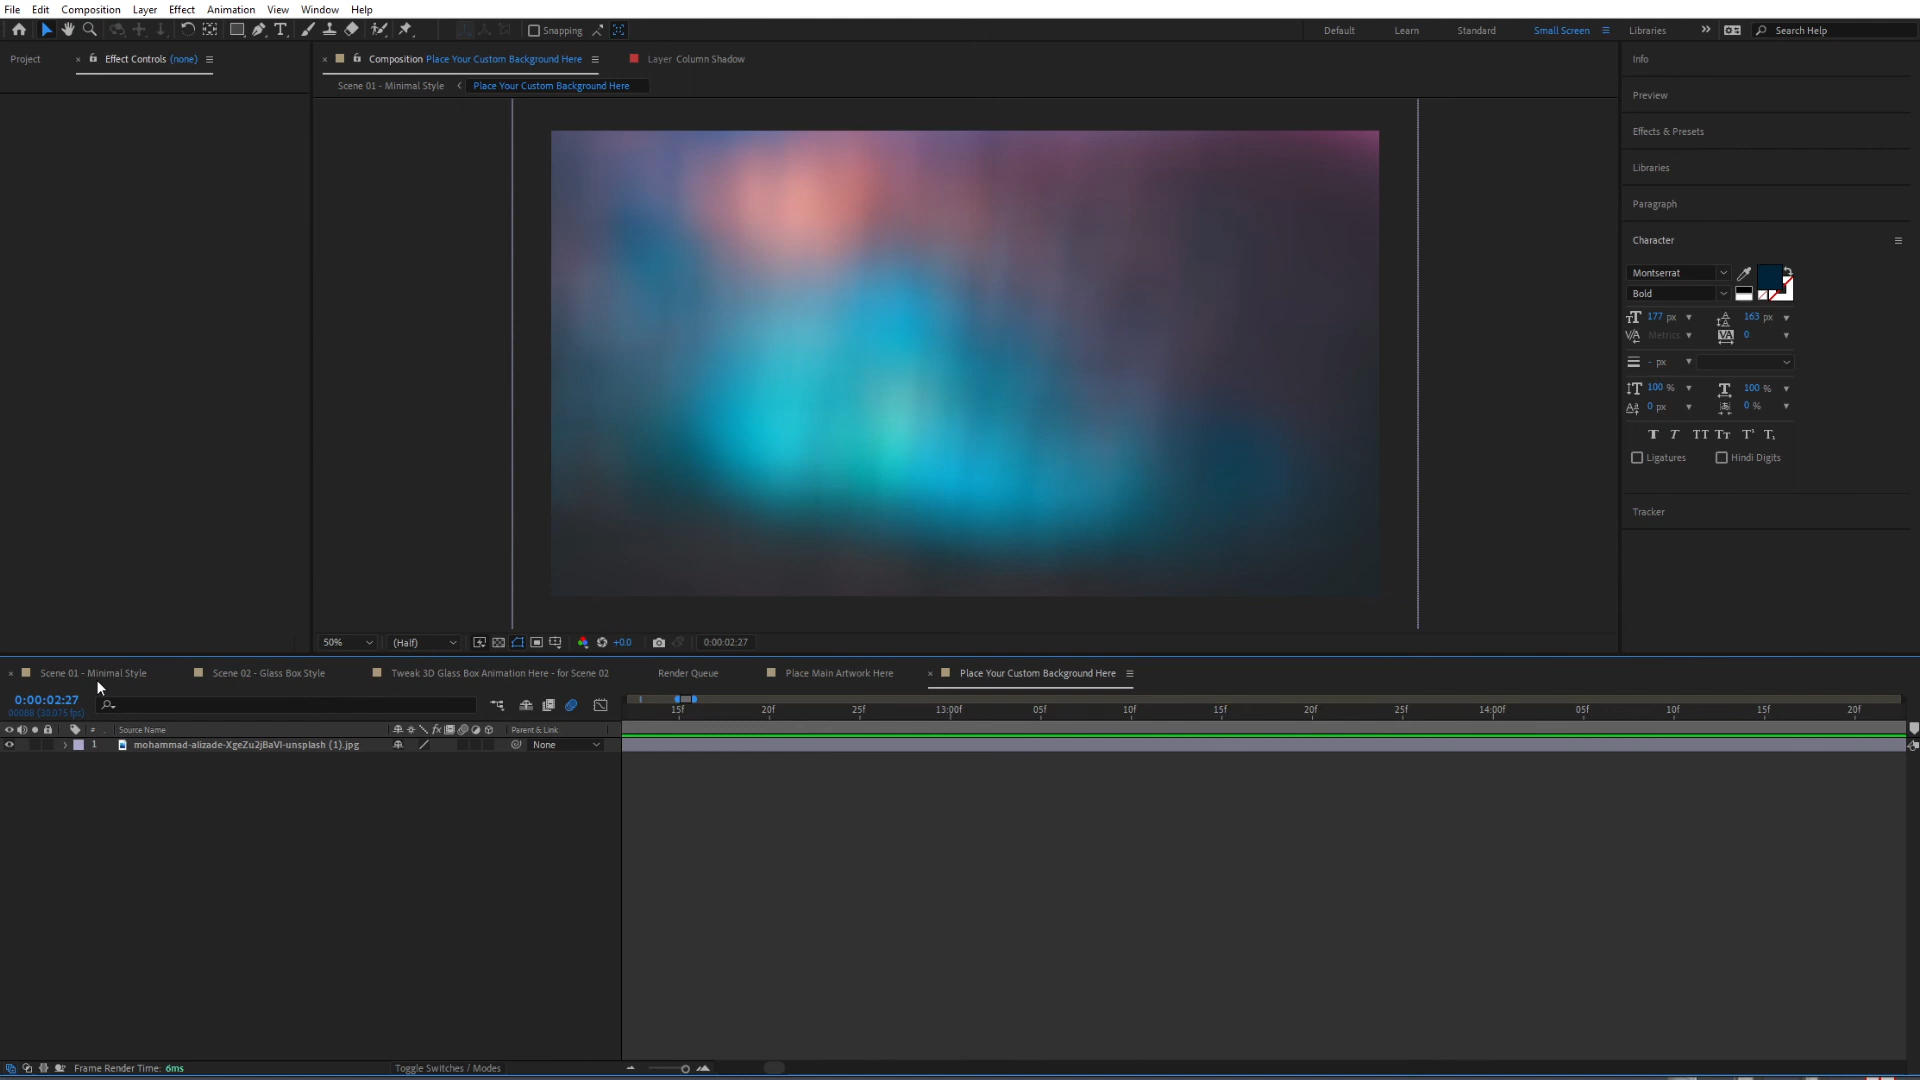 File Edit Composition Layer Effect Animation View Window Help
Snapping
Default Learn Standard Small Screen Libraries Search Help
Project
Effect Controls (none)
Composition Place Your Custom Background Here
Layer Column Shadow
Scene 01 - Minimal Style
Place Your Custom Background Here
Info
Preview
Effects & Presets
Libraries
Paragraph
Character
Montserrat
Bold
177 px 163 px
Metrics 0
- px
100 % 100 %
0 px 0 %
Ligatures Hindi Digits
Tracker
50% (Half) +0.0 0:00:02:27
Scene 01 - Minimal Style Scene 02 - Glass Box Style Tweak 3D Glass Box Animation Here - for Scene 02 Render Queue Place Main Artwork Here Place Your Custom Background Here
0:00:02:27
00088 (30.075 fps)
15f 20f 25f 13:00f 05f 10f 15f 20f 25f 14:00f 05f 10f 15f 20f
# Source Name Parent & Link
1 mohammad-alizade-XgeZu2jBaVI-unsplash (1).jpg None
Frame Render Time: 6ms
Toggle Switches / Modes